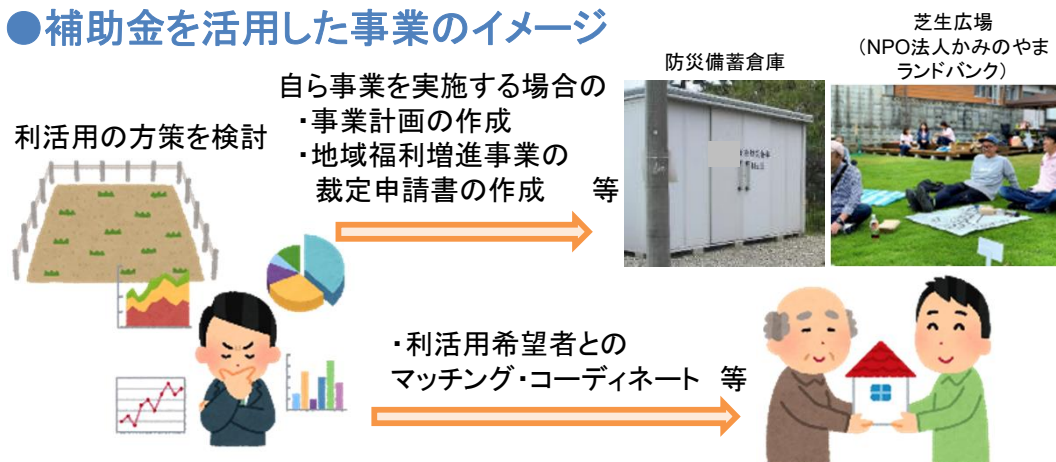 ●補助金を活用した事業のイメージ
利活用の方策を検討
自ら事業を実施する場合の
・事業計画の作成
・地域福利増進事業の
裁定申請書の作成　等
防災備蓄倉庫
芝生広場
（NPO法人かみのやま
ランドバンク）
・利活用希望者との
マッチング・コーディネート　等